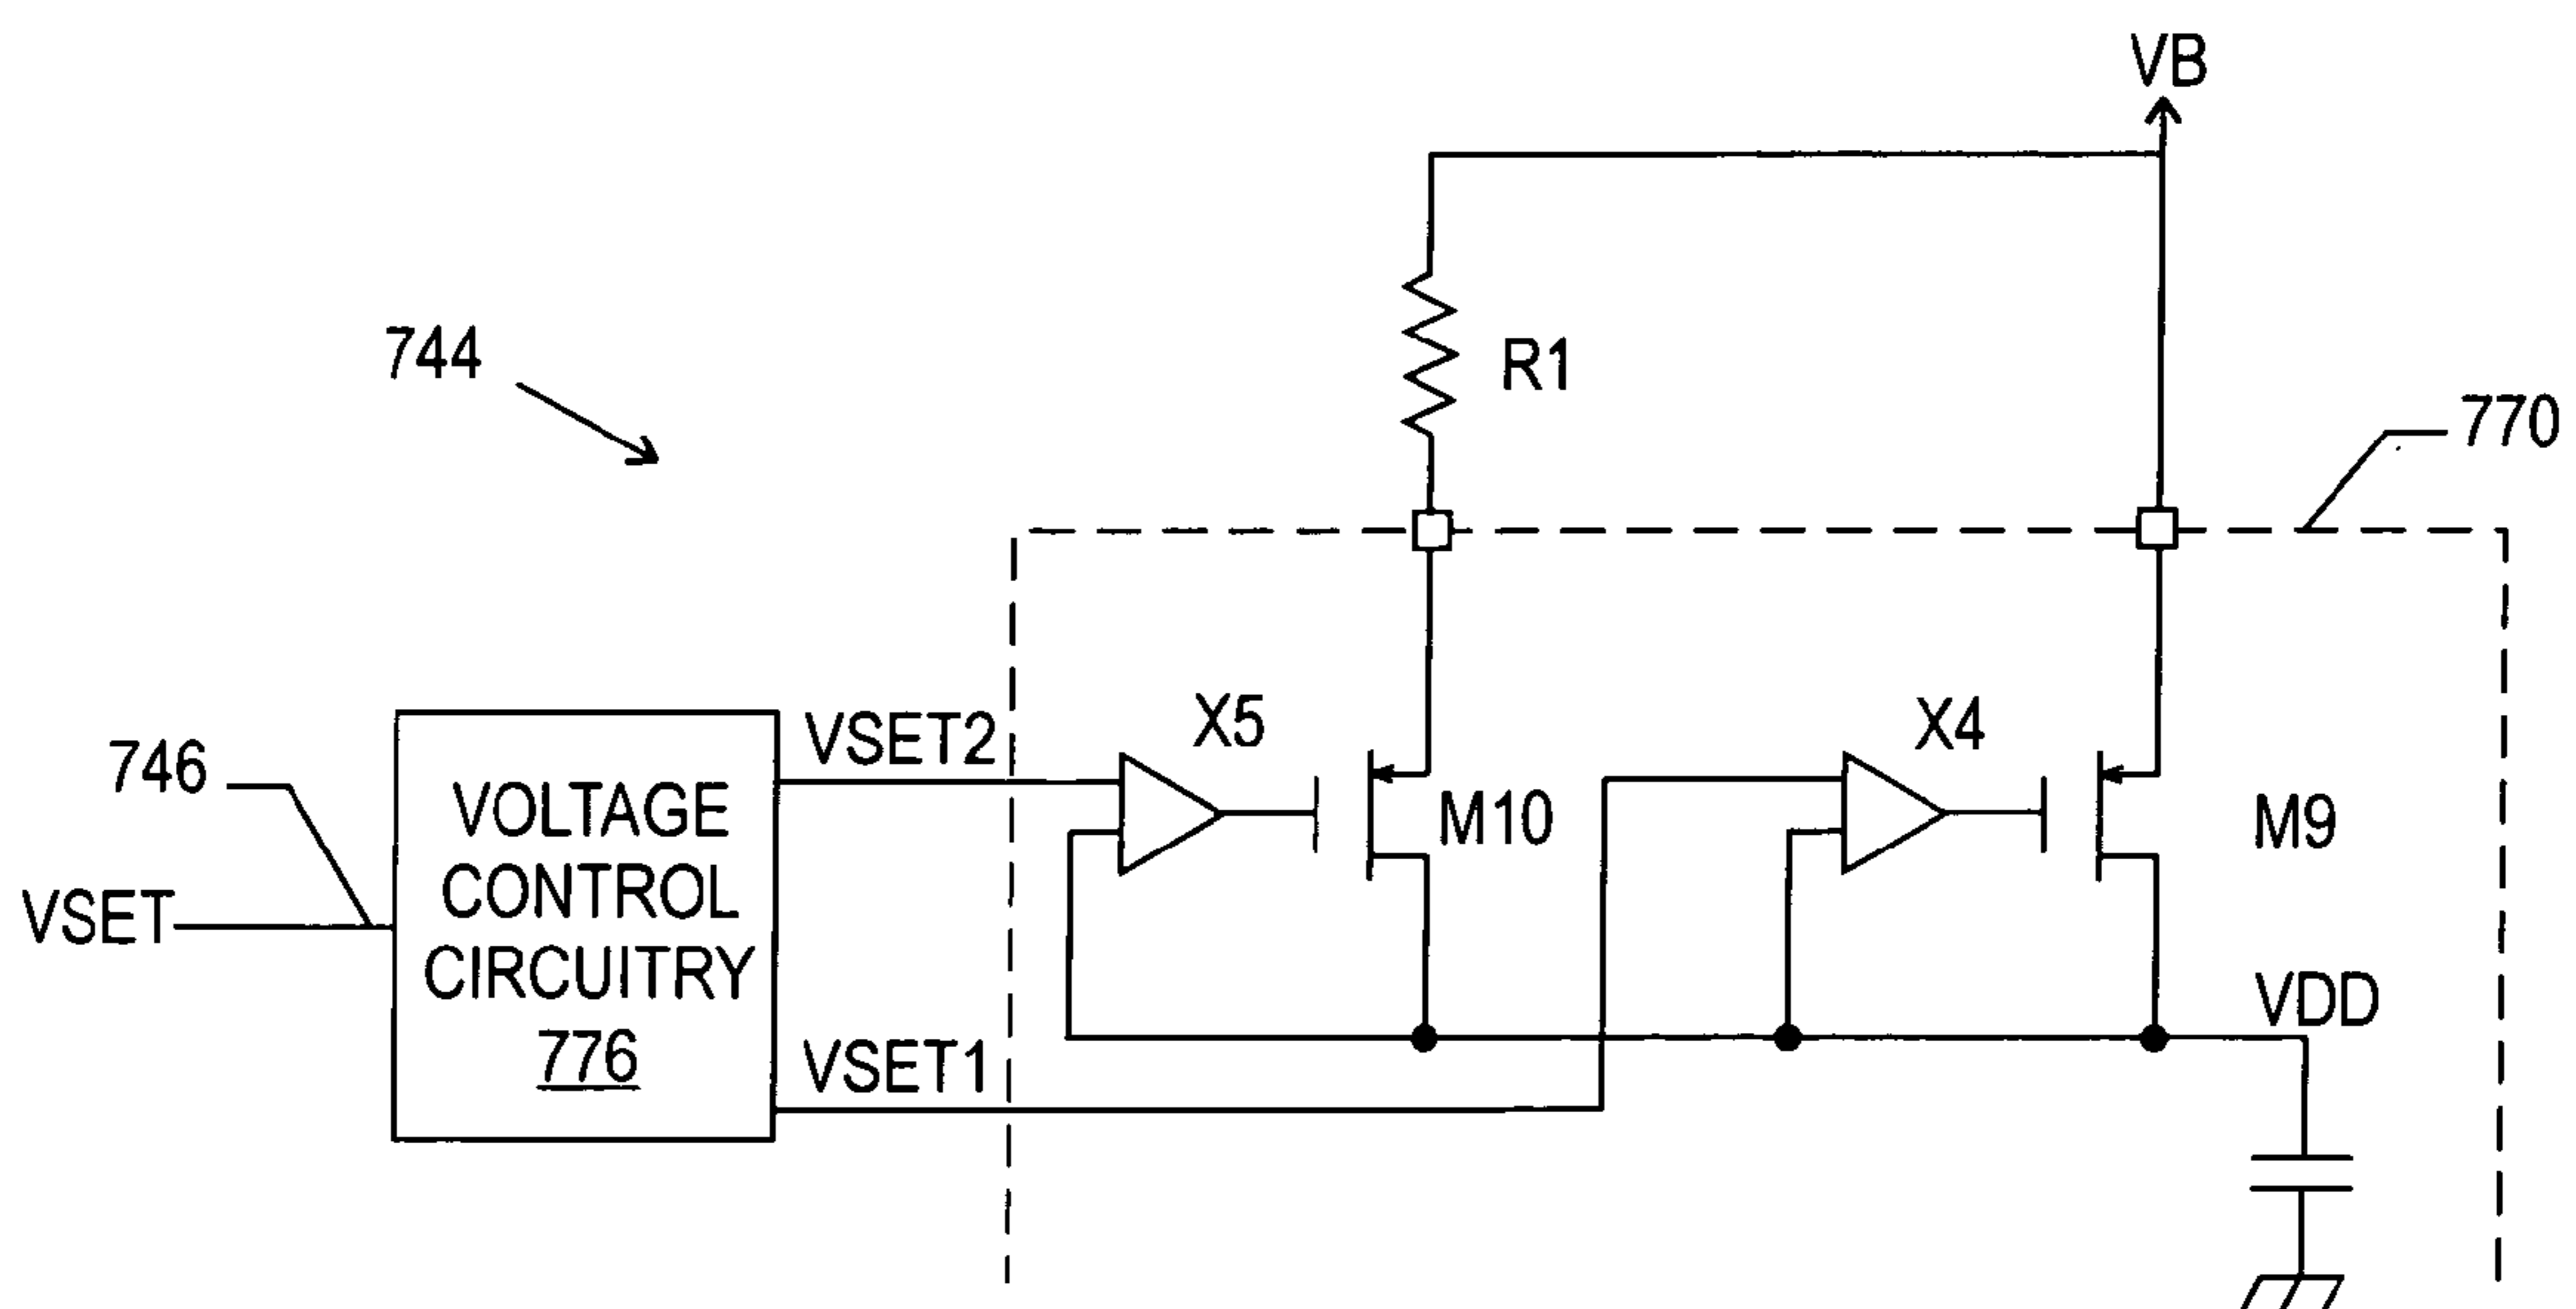 VB
744
R1
770
X5
X4
VSET2
746
M10
M9
VOLTAGE
CONTROL
CIRCUITRY
776
VSET
VDD
VSET1